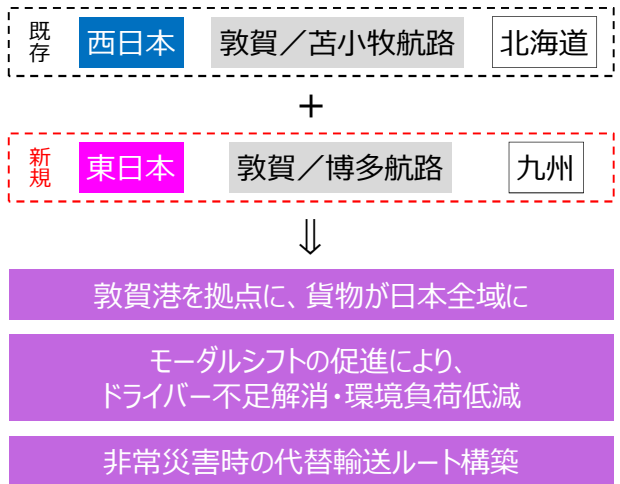 既存 西日本 敦賀／苫小牧航路 北海道
＋
新規 東日本 敦賀／博多航路 九州
⇓
敦賀港を拠点に、貨物が日本全域に
モーダルシフトの促進により、
ドライバー不足解消・環境負荷低減
非常災害時の代替輸送ルート構築